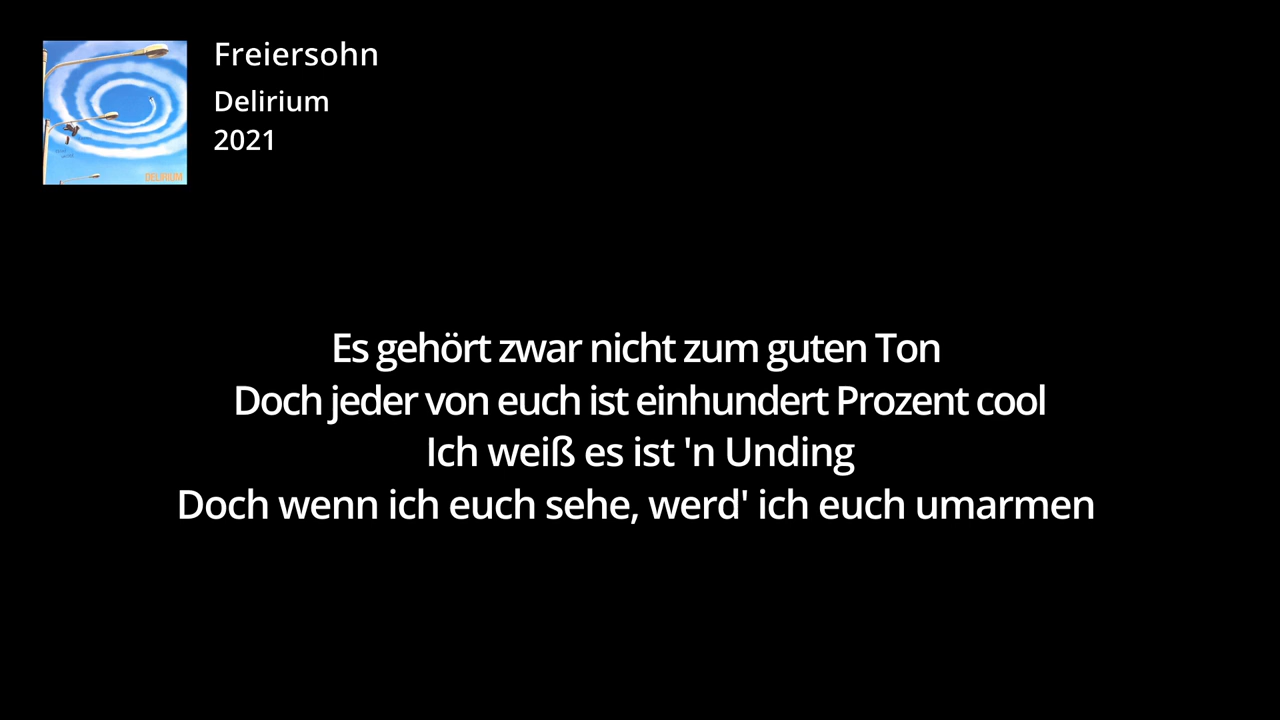 Freiersohn
Delirium
2021
DELIRIUM
Es gehört zwar nicht zum guten Ton
Doch jeder von euch ist einhundert Prozent cool
Ich weiß es ist 'n Unding
Doch wenn ich euch sehe, werd' ich euch umarmen